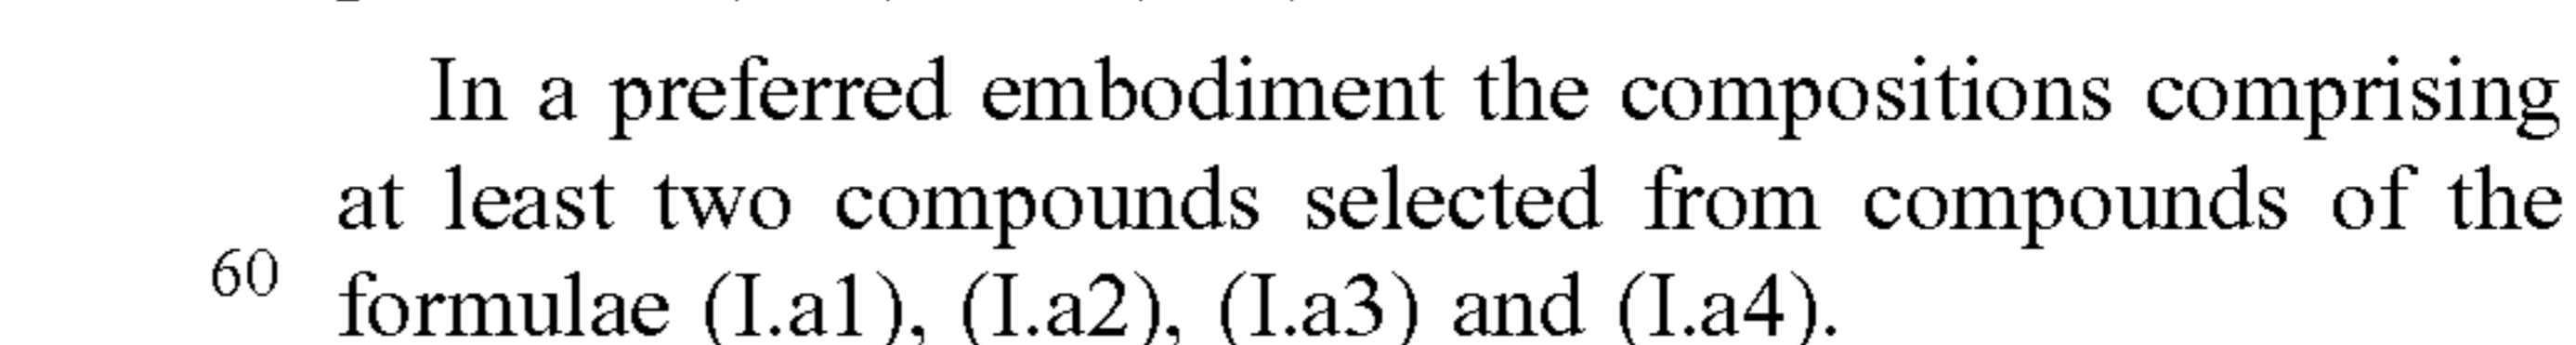 In a preferred embodiment the compositions comprising
at least two compounds selected from compounds of the
60 formulae (I.a1), (I.a2), (I.a3) and (I.a4).